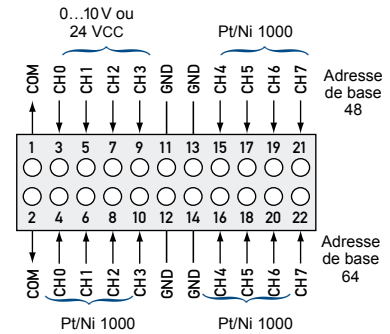 0…10 V ou
24 VCC
Pt/Ni 1000
COM CH0 CH1 CH2 CH3 GND GND CH4 CH5 CH6 CH7
Adresse
de base
48
1 3 5 7 9 11 13 15 17 19 21
2 4 6 8 10 12 14 16 18 20 22
COM CH0 CH1 CH2 CH3 GND GND CH4 CH5 CH6 CH7
Adresse
de base
64
Pt/Ni 1000 Pt/Ni 1000